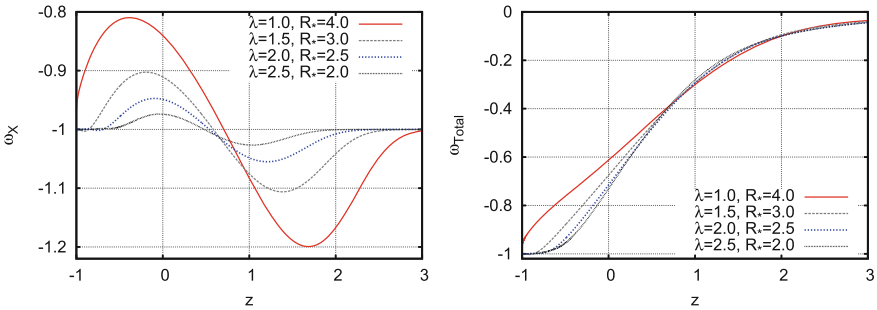 -0.8
-0.9
-1
-1.1
-1.2
-1
0
1
2
3
z
ωX
λ=1.0, R*=4.0
λ=1.5, R*=3.0
λ=2.0, R*=2.5
λ=2.5, R*=2.0
0
-0.2
-0.4
-0.6
-0.8
-1
-1
0
1
2
3
z
ωTotal
λ=1.0, R*=4.0
λ=1.5, R*=3.0
λ=2.0, R*=2.5
λ=2.5, R*=2.0